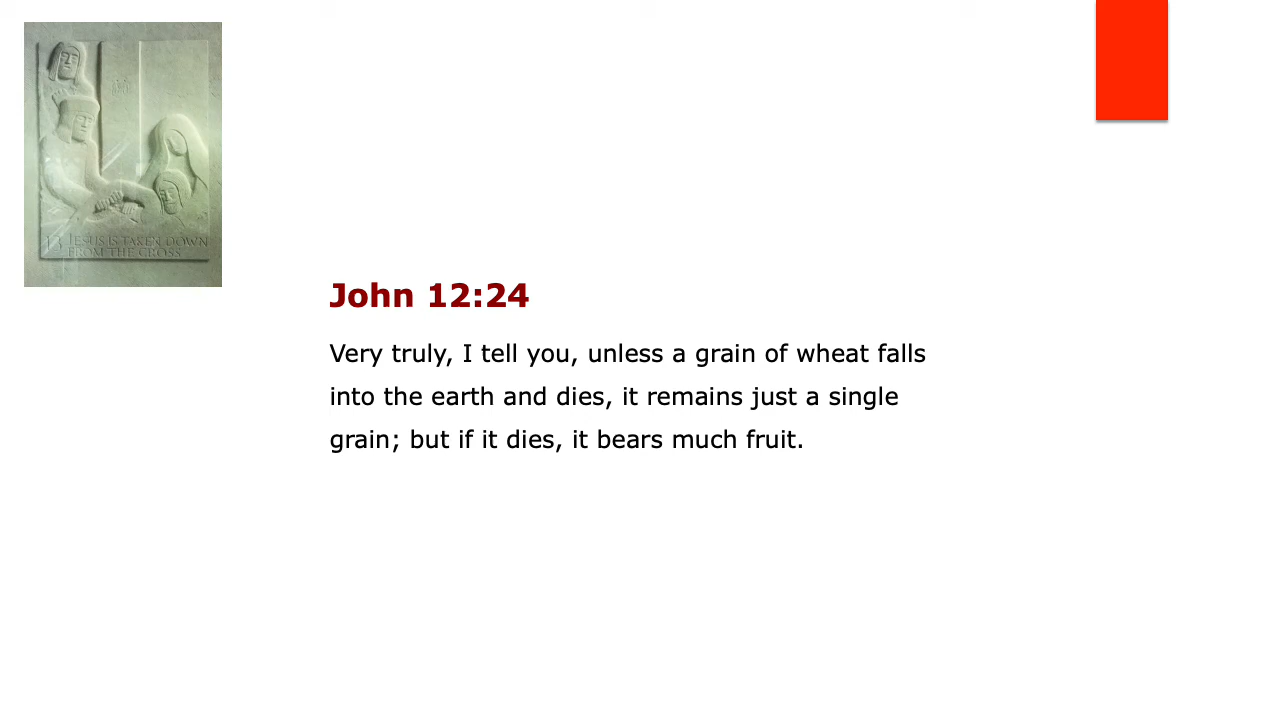 13 JESUS IS TAKEN DOWN
FROM THE CROSS
John 12:24
Very truly, I tell you, unless a grain of wheat falls
into the earth and dies, it remains just a single
grain; but if it dies, it bears much fruit.